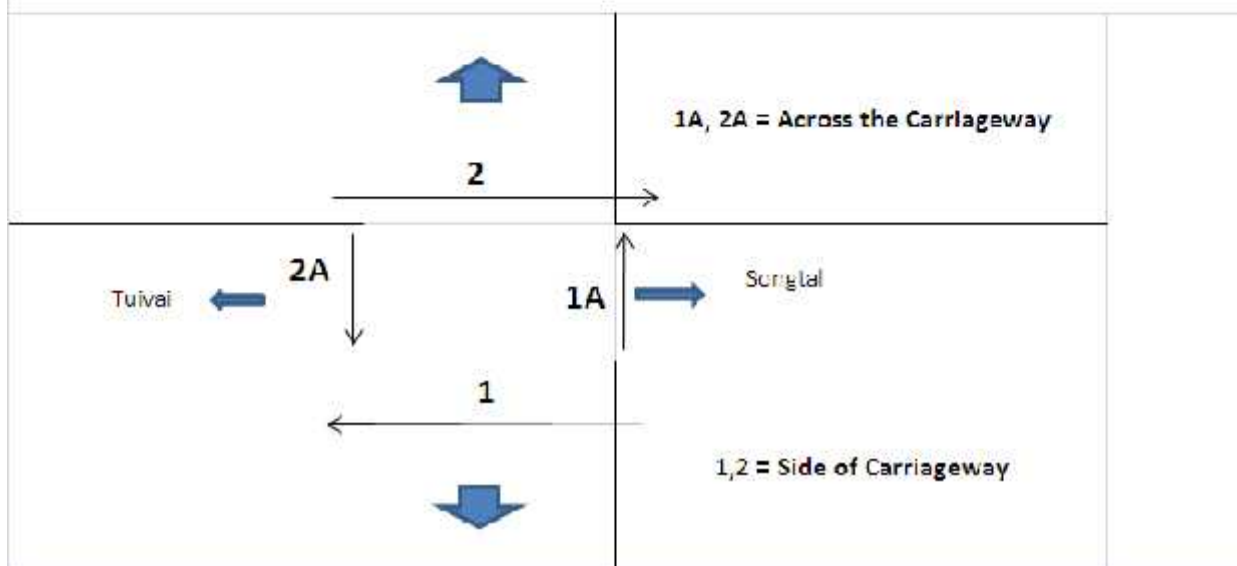 1A, 2A = Across the Carriageway
2
2A
Tuivai
1A
1
1,2 = Side of Carriageway